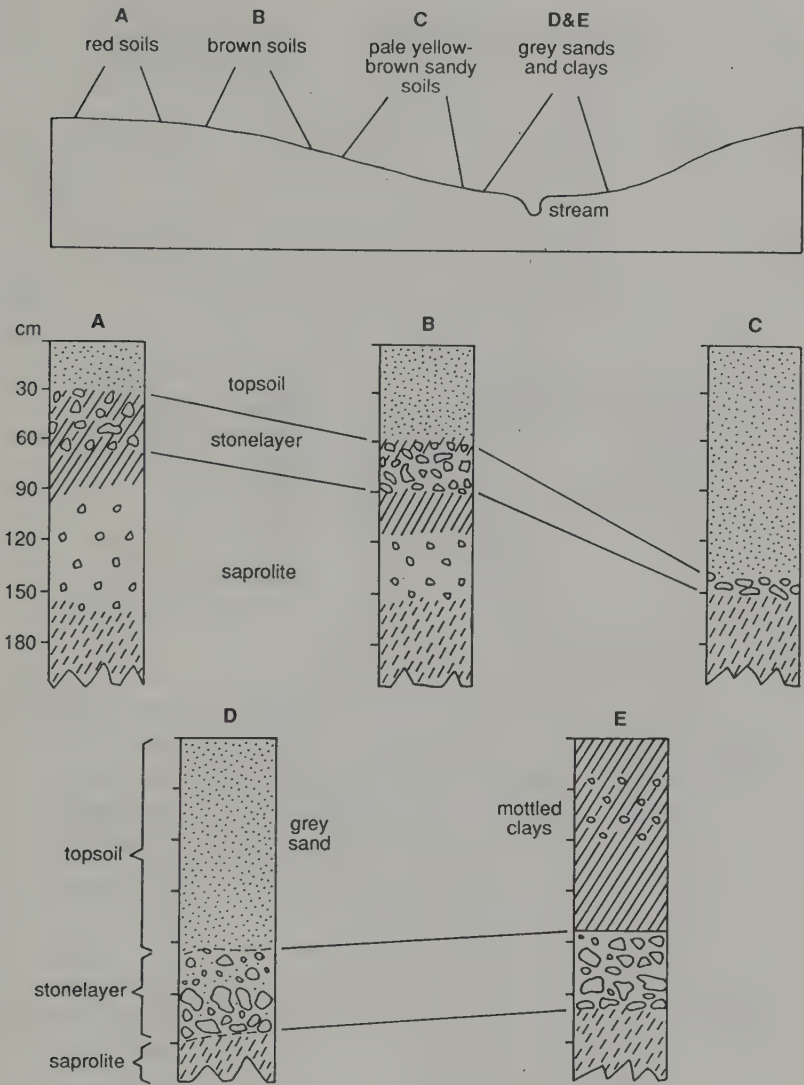 A
B
C
D&E
red soils
brown soils
pale yellow-
brown sandy
soils
grey sands
and clays
stream
cm
A
B
C
30
60
90
120
150
180
topsoil
stonelayer
saprolite
D
E
topsoil
stonelayer
saprolite
grey
sand
mottled
clays